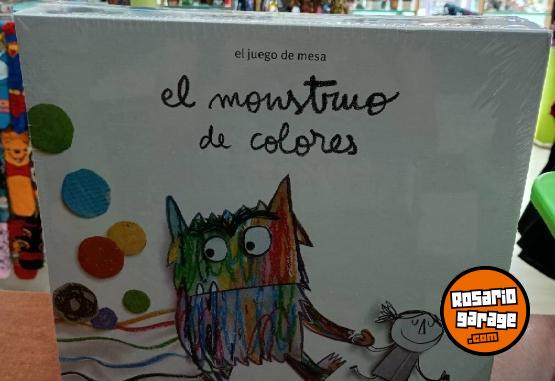 el juego de mesa
el monstruo
de colores
ROSARIO
garage
.com